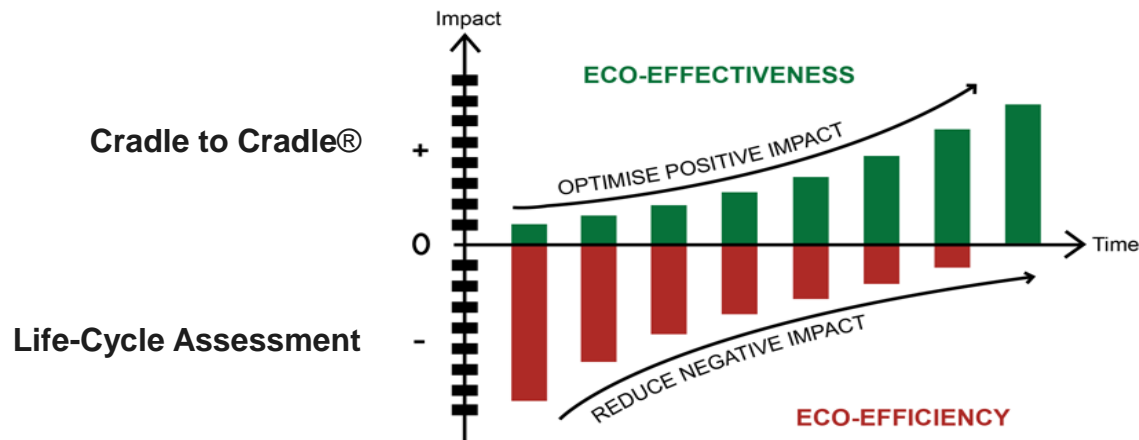 Impact
ECO-EFFECTIVENESS
Cradle to Cradle®
+
OPTIMISE POSITIVE IMPACT
0
Time
Life-Cycle Assessment
-
REDUCE NEGATIVE IMPACT
ECO-EFFICIENCY